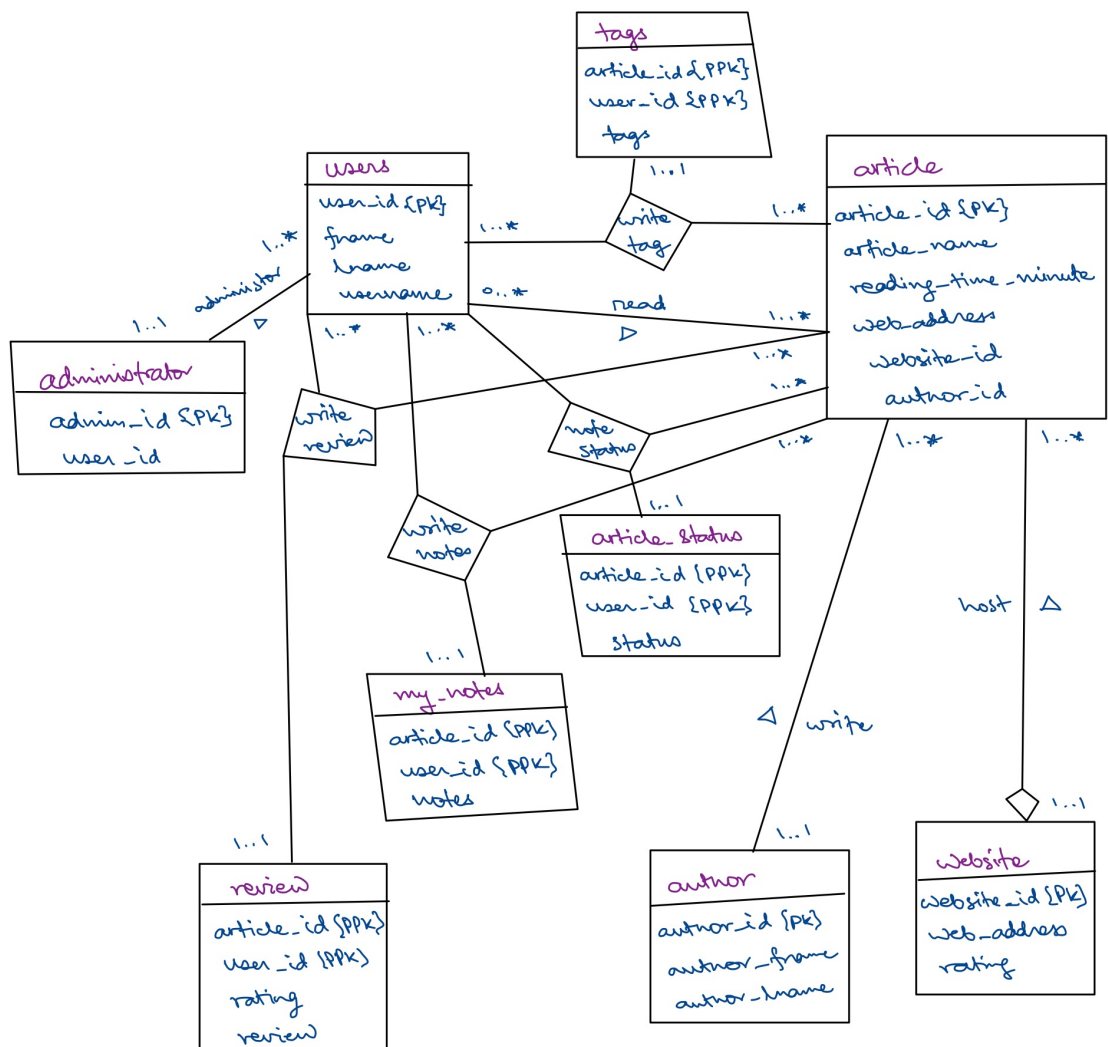 tags
article_id {PPK}
user_id {PPK}
tags
1..1
users
user_id {PK}
fname
lname
username
article
article_id {PK}
article_name
reading_time_minute
web_address
website_id
author_id
write
tag
1..*
1..*
1..*
administor
1..1
0..*
read
1..*
administrator
admin_id {PK}
user_id
1..*
1..*
1..*
1..*
write
review
note
status
1..*
1..*
1..*
write
notes
1..1
article_status
article_id {PPK}
user_id {PPK}
status
host
1..1
my_notes
article_id {PPK}
user_id {PPK}
notes
write
1..1
review
article_id {PPK}
user_id {PPK}
rating
review
1..1
author
author_id {PK}
author_fname
author_lname
1..1
website
website_id {PK}
web_address
rating